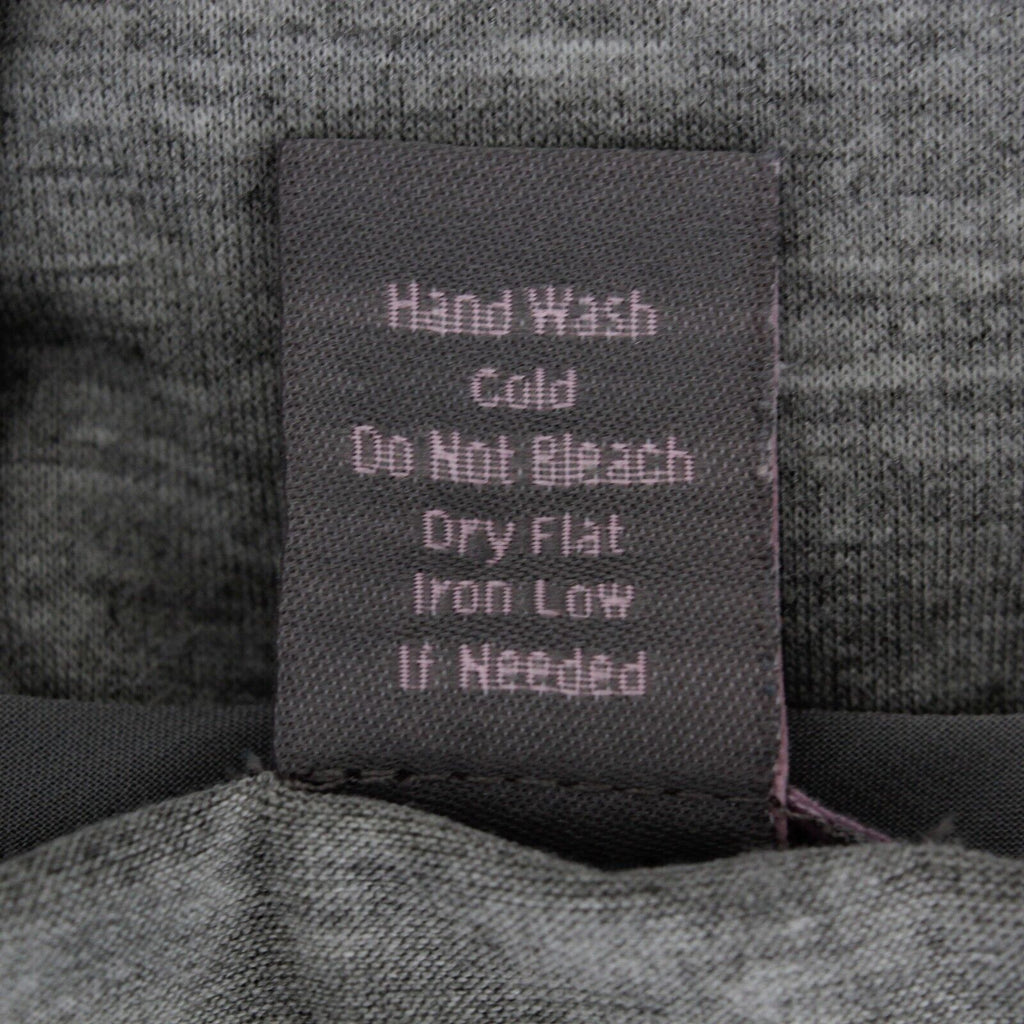 Hand Wash
Cold
Do Not Bleach
Dry Flat
Iron Low
If Needed